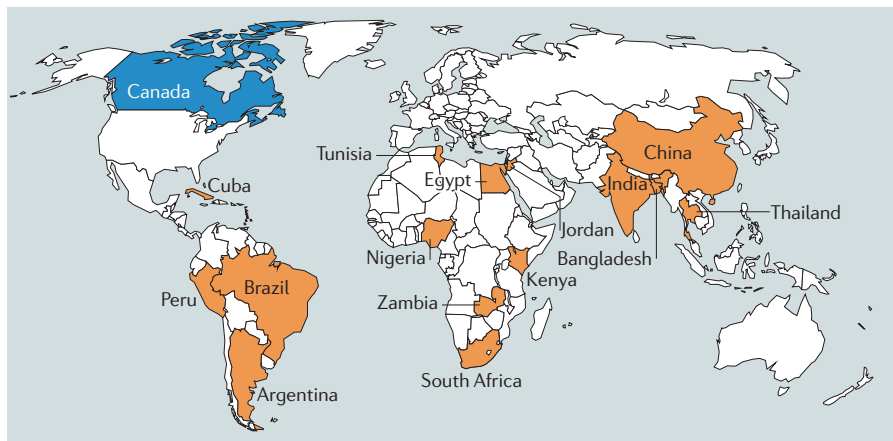 Canada
China
Tunisia
Egypt
India
Cuba
Thailand
Jordan
Nigeria
Bangladesh
Kenya
Brazil
Peru
Zambia
South Africa
Argentina